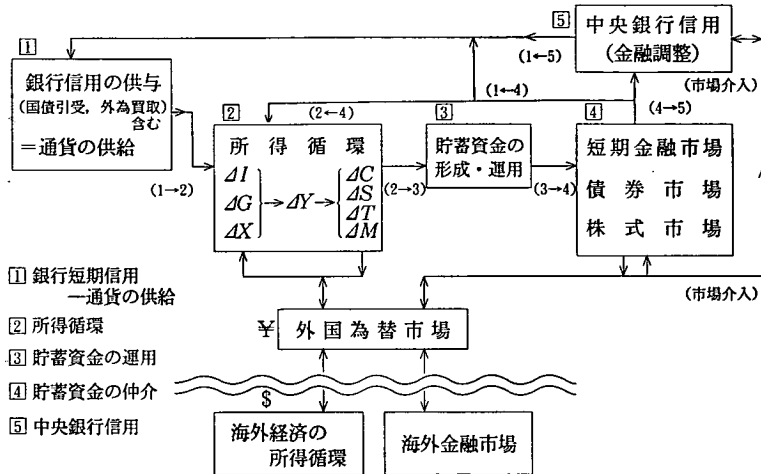 1
銀行信用の供与
(国債引受,外為買取)
含む
=通貨の供給
(1→2)
5
中央銀行信用
(金融調整)
(1←5)
(市場介入)
(1←4)
(2←4)
(4→5)
2
所得循環
ΔI
ΔG
ΔX
→ΔY→
ΔC
ΔS
ΔT
ΔM
(2→3)
3
貯蓄資金の
形成・運用
(3→4)
4
短期金融市場
債券市場
株式市場
(市場介入)
1 銀行短期信用
―通貨の供給
2 所得循環
3 貯蓄資金の運用
4 貯蓄資金の仲介
5 中央銀行信用
¥
外国為替市場
$
海外経済の
所得循環
海外金融市場